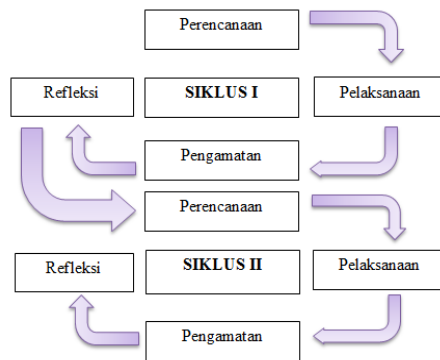 Perencanaan
Refleksi
SIKLUS I
Pelaksanaan
Pengamatan
Perencanaan
Refleksi
SIKLUS II
Pelaksanaan
Pengamatan